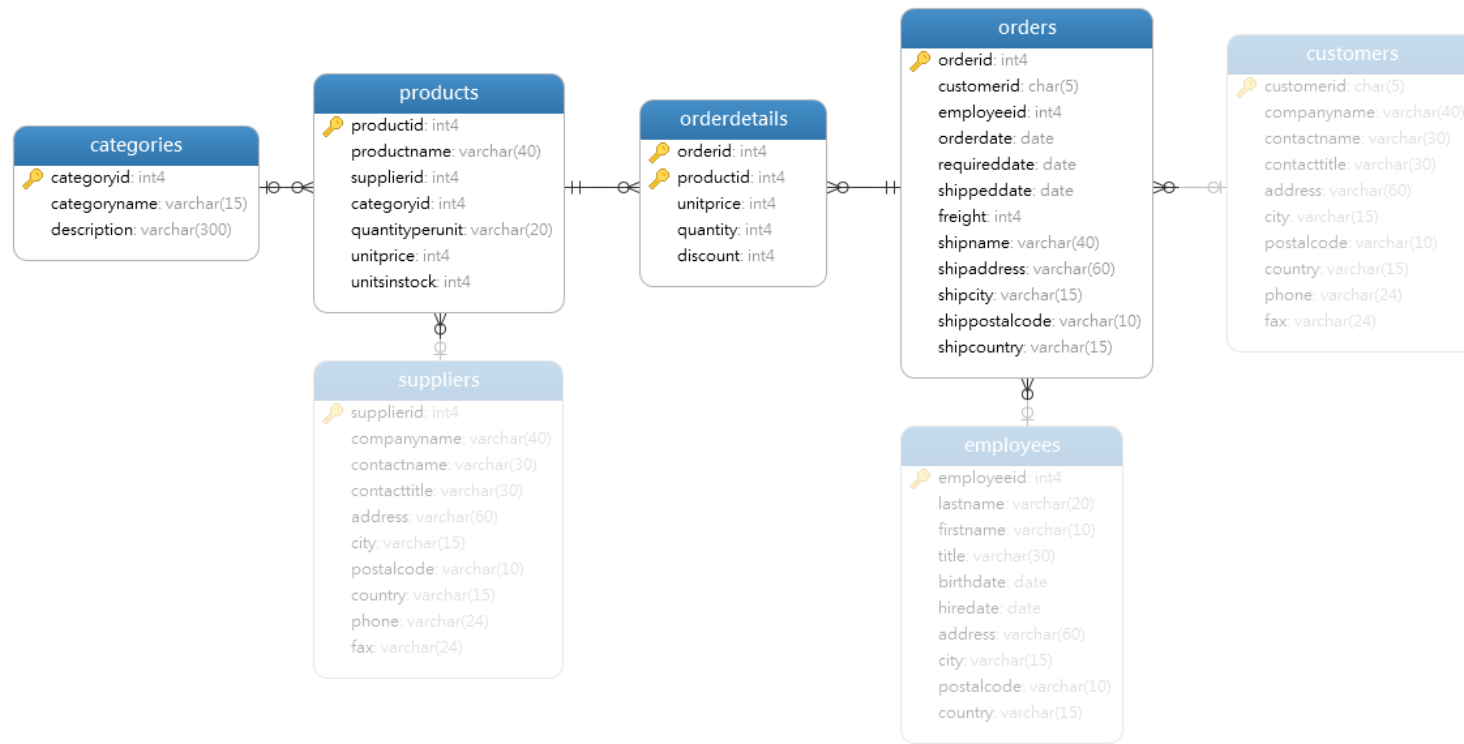 categories
categoryid: int4
categoryname: varchar(15)
description: varchar(300)
products
productid: int4
productname: varchar(40)
supplierid: int4
categoryid: int4
quantityperunit: varchar(20)
unitprice: int4
unitsinstock: int4
orderdetails
orderid: int4
productid: int4
unitprice: int4
quantity: int4
discount: int4
orders
orderid: int4
customerid: char(5)
employeeid: int4
orderdate: date
requireddate: date
shippeddate: date
freight: int4
shipname: varchar(40)
shipaddress: varchar(60)
shipcity: varchar(15)
shippostalcode: varchar(10)
shipcountry: varchar(15)
customers
customerid: char(5)
companyname: varchar(40)
contactname: varchar(30)
contacttitle: varchar(30)
address: varchar(60)
city: varchar(15)
postalcode: varchar(10)
country: varchar(15)
phone: varchar(24)
fax: varchar(24)
suppliers
supplierid: int4
companyname: varchar(40)
contactname: varchar(30)
contacttitle: varchar(30)
address: varchar(60)
city: varchar(15)
postalcode: varchar(10)
country: varchar(15)
phone: varchar(24)
fax: varchar(24)
employees
employeeid: int4
lastname: varchar(20)
firstname: varchar(10)
title: varchar(30)
birthdate: date
hiredate: date
address: varchar(60)
city: varchar(15)
postalcode: varchar(10)
country: varchar(15)